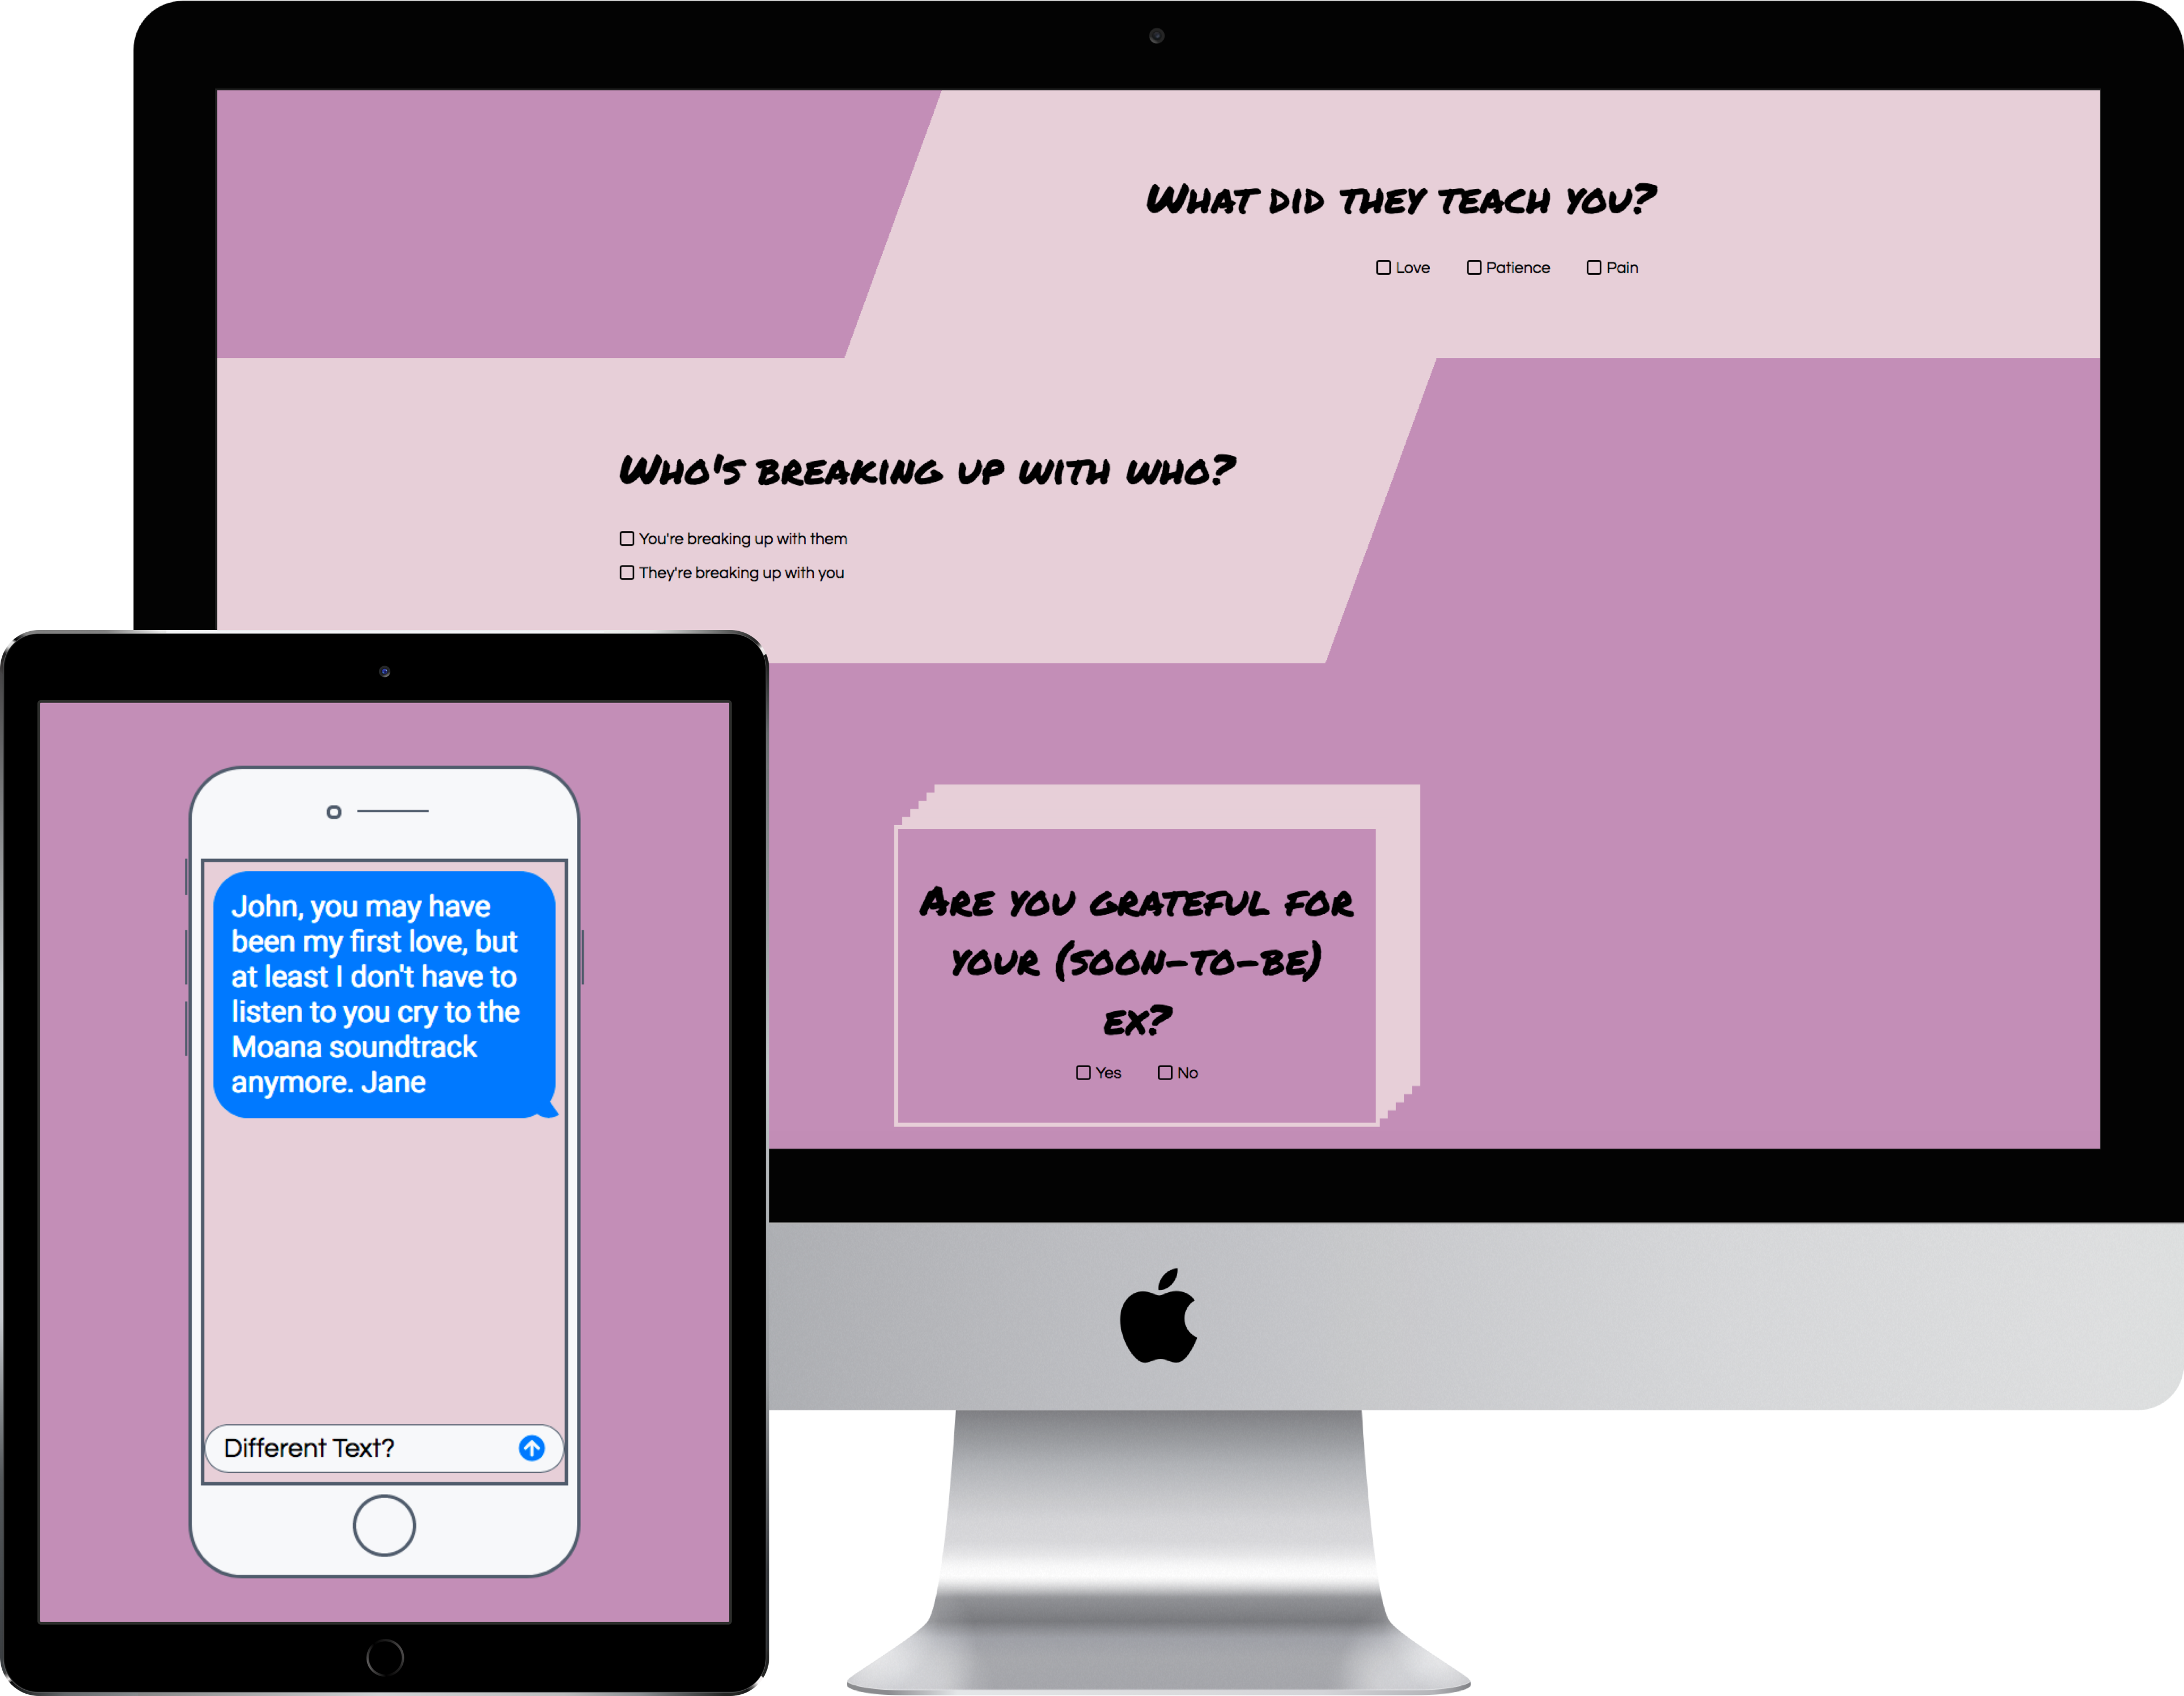 What did they teach you?
Love Patience Pain
Who's breaking up with who?
You're breaking up with them
They're breaking up with you
Are you grateful for
your (soon-to-be)
ex?
Yes No
John, you may have
been my first love, but
at least I don't have to
listen to you cry to the
Moana soundtrack
anymore. Jane
Different Text?